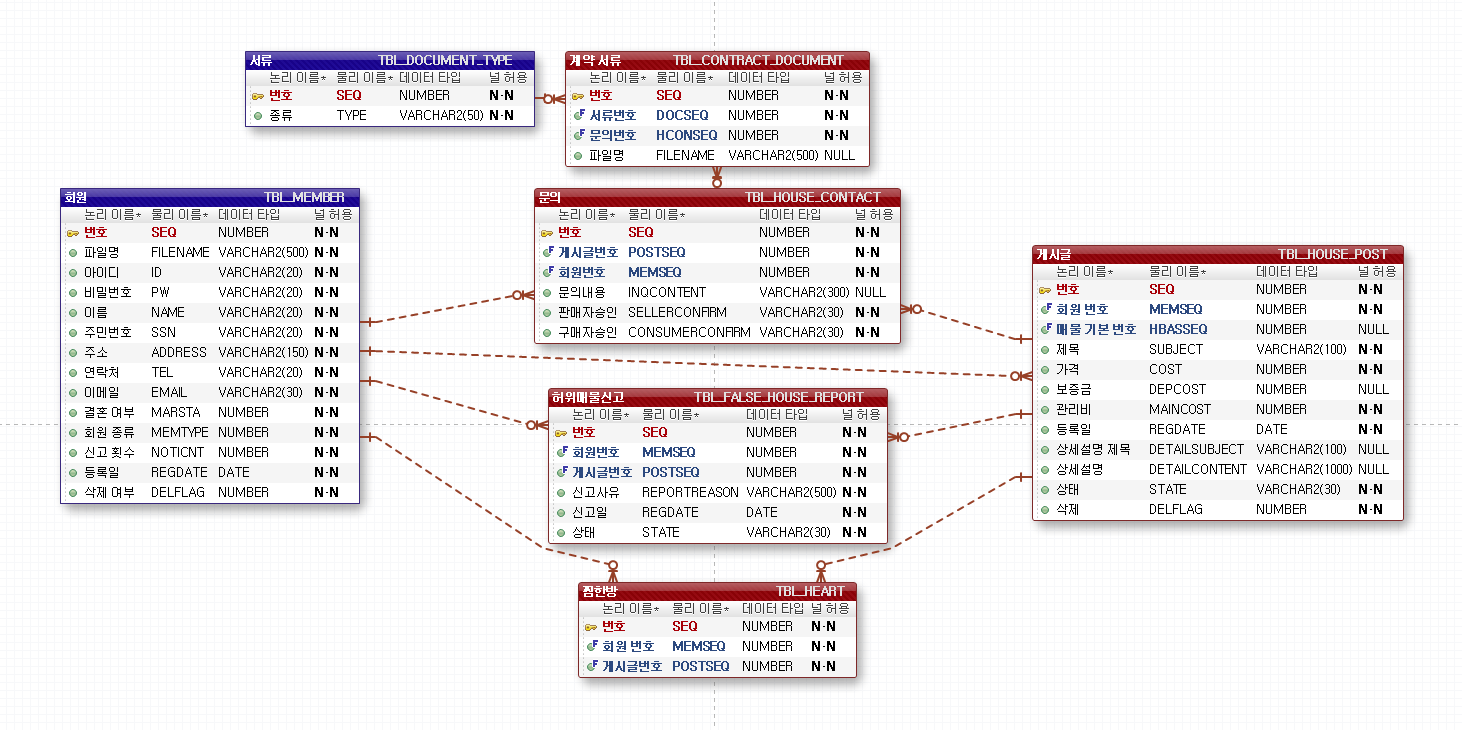 서류 TBL_DOCUMENT_TYPE
논리 이름* 물리 이름* 데이터 타입 널 허용
번호 SEQ NUMBER N-N
종류 TYPE VARCHAR2(50) N-N
계약 서류 TBL_CONTRACT_DOCUMENT
논리 이름* 물리 이름* 데이터 타입 널 허용
번호 SEQ NUMBER N-N
서류번호 DOCSEQ NUMBER N-N
문의번호 HCONSEQ NUMBER N-N
파일명 FILENAME VARCHAR2(500) NULL
회원 TBL_MEMBER
논리 이름* 물리 이름* 데이터 타입 널 허용
번호 SEQ NUMBER N-N
파일명 FILENAME VARCHAR2(500) N-N
아이디 ID VARCHAR2(20) N-N
비밀번호 PW VARCHAR2(20) N-N
이름 NAME VARCHAR2(20) N-N
주민번호 SSN VARCHAR2(20) N-N
주소 ADDRESS VARCHAR2(150) N-N
연락처 TEL VARCHAR2(20) N-N
이메일 EMAIL VARCHAR2(30) N-N
결혼 여부 MARSTA NUMBER N-N
회원 종류 MEMTYPE NUMBER N-N
신고 횟수 NOTICNT NUMBER N-N
등록일 REGDATE DATE N-N
삭제 여부 DELFLAG NUMBER N-N
문의 TBL_HOUSE_CONTACT
논리 이름* 물리 이름* 데이터 타입 널 허용
번호 SEQ NUMBER N-N
게시글번호 POSTSEQ NUMBER N-N
회원번호 MEMSEQ NUMBER N-N
문의내용 INQCONTENT VARCHAR2(300) NULL
판매자승인 SELLERCONFIRM VARCHAR2(30) N-N
구매자승인 CONSUMERCONFIRM VARCHAR2(30) N-N
게시글 TBL_HOUSE_POST
논리 이름* 물리 이름* 데이터 타입 널 허용
번호 SEQ NUMBER N-N
회원 번호 MEMSEQ NUMBER N-N
매물 기본 번호 HBASSEQ NUMBER NULL
제목 SUBJECT VARCHAR2(100) N-N
가격 COST NUMBER N-N
보증금 DEPCOST NUMBER NULL
관리비 MAINCOST NUMBER N-N
등록일 REGDATE DATE N-N
상세설명 제목 DETAILSUBJECT VARCHAR2(100) NULL
상세설명 DETAILCONTENT VARCHAR2(1000) NULL
상태 STATE VARCHAR2(30) N-N
삭제 DELFLAG NUMBER N-N
허위매물신고 TBL_FALSE_HOUSE_REPORT
논리 이름* 물리 이름* 데이터 타입 널 허용
번호 SEQ NUMBER N-N
회원번호 MEMSEQ NUMBER N-N
게시글번호 POSTSEQ NUMBER N-N
신고사유 REPORTREASON VARCHAR2(500) N-N
신고일 REGDATE DATE N-N
상태 STATE VARCHAR2(30) N-N
찜한방 TBL_HEART
논리 이름* 물리 이름* 데이터 타입 널 허용
번호 SEQ NUMBER N-N
회원 번호 MEMSEQ NUMBER N-N
게시글번호 POSTSEQ NUMBER N-N